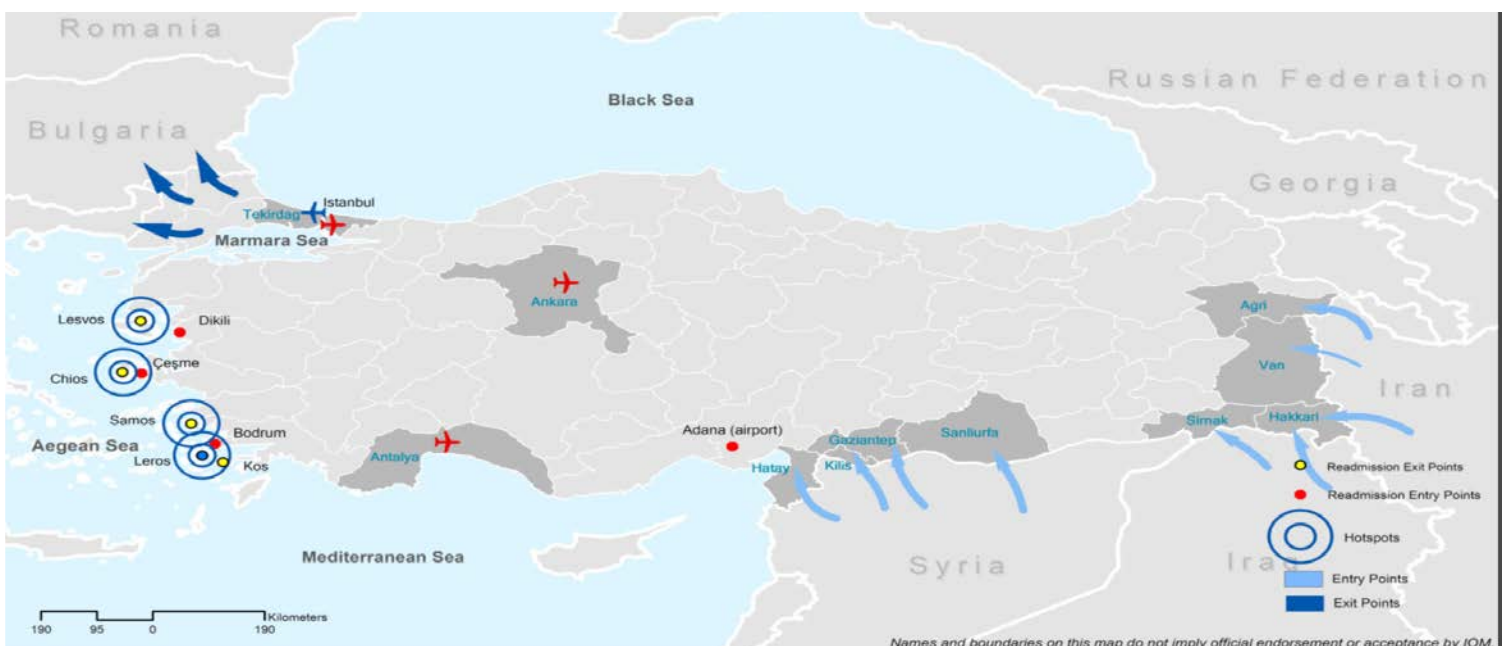 Romania
Russian Federation
Black Sea
Bulgaria
Georgia
Istanbul
Tekirdag
Marmara Sea
Ankara
Agri
Lesvos
Dikili
Çeşme
Van
Chios
Iran
Samos
Sirnak
Hakkari
Bodrum
Adana (airport)
Gaziantep
Sanliurfa
Aegean Sea
Leros
Kos
Antalya
Hatay
Kilis
Readmission Exit Points
Readmission Entry Points
Hotspots
Mediterranean Sea
Syria
Iraq
Entry Points
Exit Points
Kilometers
190 95 0 190
Names and boundaries on this map do not imply official endorsement or acceptance by IOM